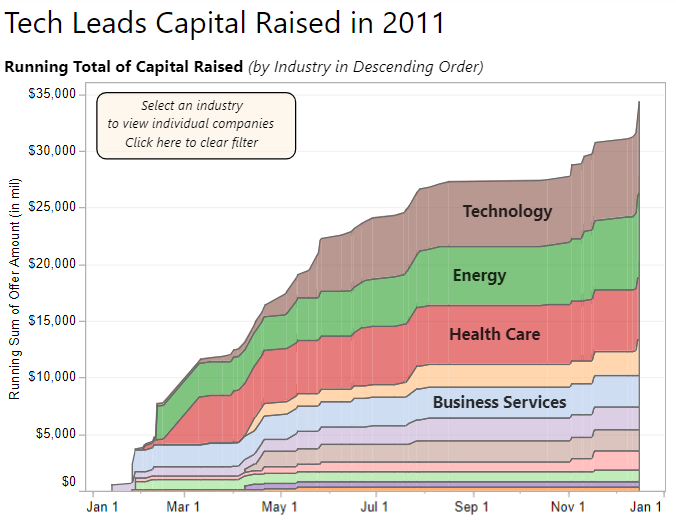 Tech Leads Capital Raised in 2011
Running Total of Capital Raised (by Industry in Descending Order)
Select an industry
to view individual companies
Click here to clear filter
Running Sum of Offer Amount (in mil)
$35,000
$30,000
$25,000
$20,000
$15,000
$10,000
$5,000
$0
Technology
Energy
Health Care
Business Services
Jan 1 Mar 1 May 1 Jul 1 Sep 1 Nov 1 Jan 1